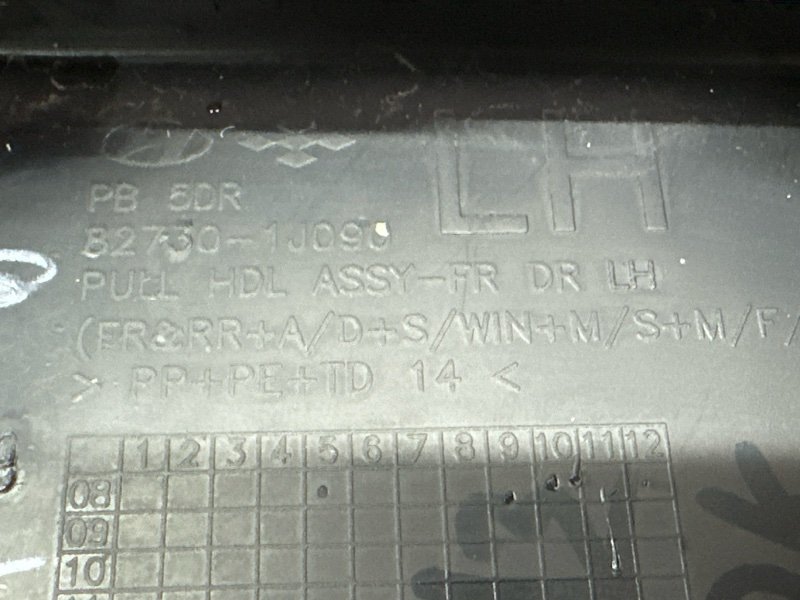 LH
PB 5DR
82730-1J090
PULL HDL ASSY-FR DR LH
(FR&RR+A/D+S/WIN+M/S+M/F/
> PP+PE+TD 14 <
1 2 3 4 5 6 7 8 9 10 11 12
08
09
10